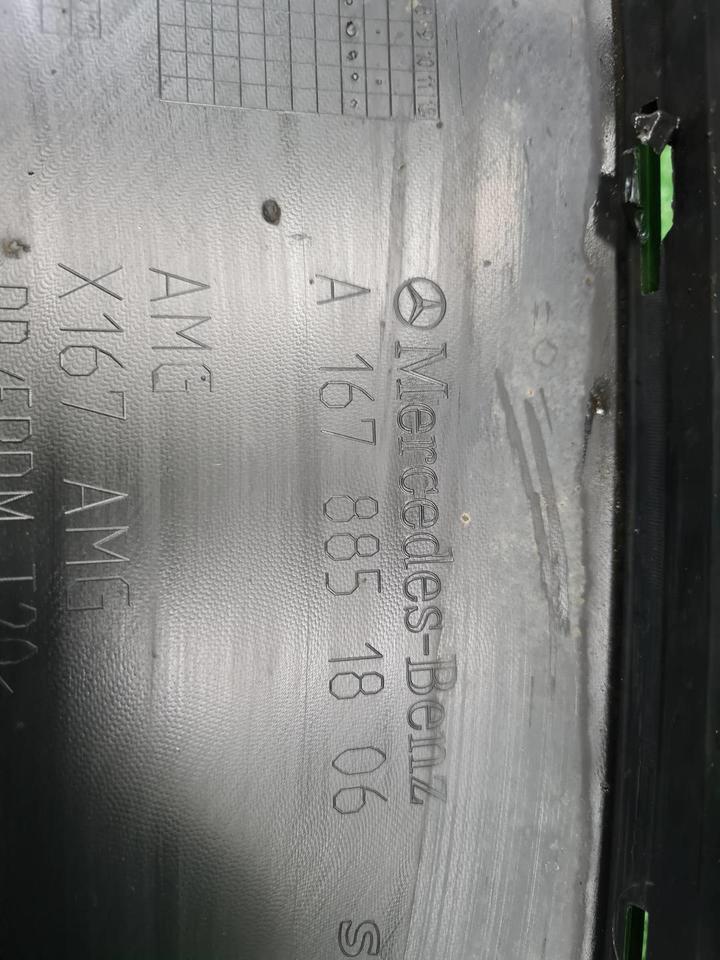 Mercedes-Benz
A 167 885 18 06 S
AMG
X167 AMG